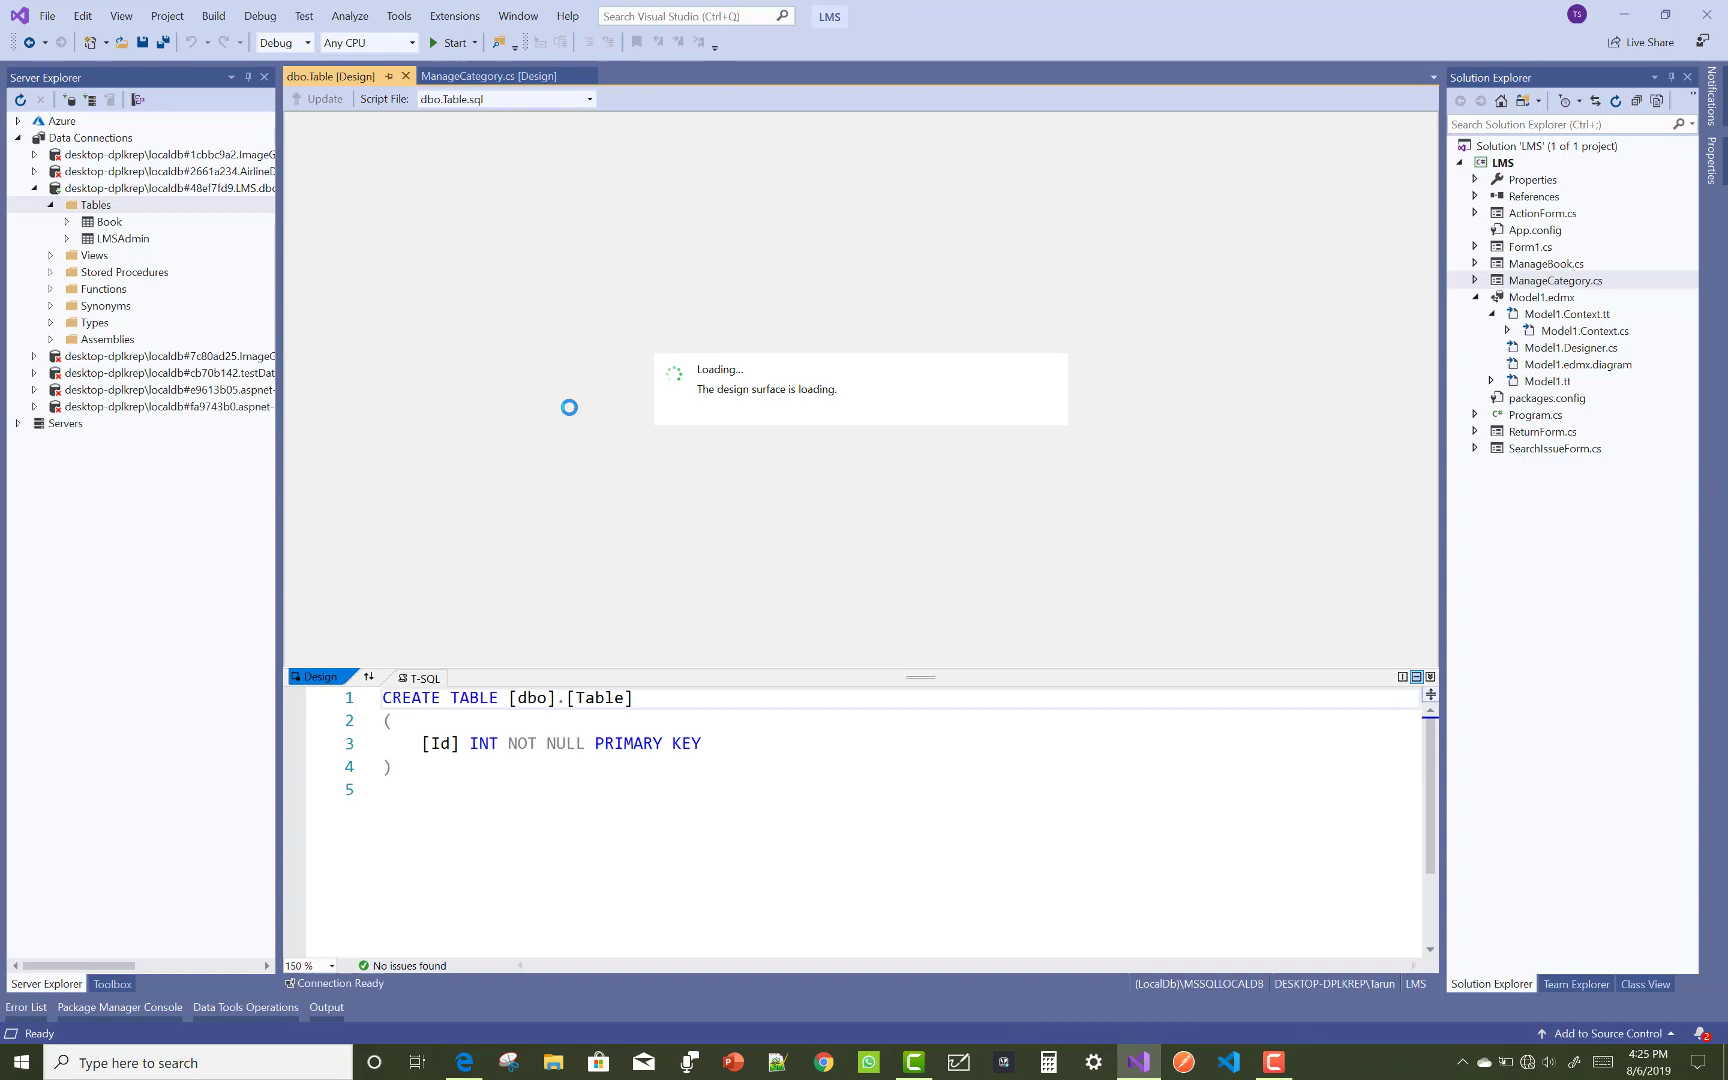 File Edit View Project Build Debug Test Analyze Tools Extensions Window Help Search Visual Studio (Ctrl+Q) LMS TS
Debug Any CPU Start Live Share
Server Explorer
Azure
Data Connections
desktop-dplkrep\localdb#1cbbc9a2.ImageG
desktop-dplkrep\localdb#2661a234.AirlineD
desktop-dplkrep\localdb#48ef7fd9.LMS.dbo
Tables
Book
LMSAdmin
Views
Stored Procedures
Functions
Synonyms
Types
Assemblies
desktop-dplkrep\localdb#7c80ad25.ImageG
desktop-dplkrep\localdb#cb70b142.testDat
desktop-dplkrep\localdb#e9613b05.aspnet-
desktop-dplkrep\localdb#fa9743b0.aspnet-
Servers
Server Explorer Toolbox
dbo.Table [Design] ManageCategory.cs [Design]
Update Script File: dbo.Table.sql
Loading...
The design surface is loading.
Design T-SQL
1 CREATE TABLE [dbo].[Table]
2 (
3 [Id] INT NOT NULL PRIMARY KEY
4 )
5
150 % No issues found
Connection Ready (LocalDb)\MSSQLLOCALDB DESKTOP-DPLKREP\Tarun LMS
Solution Explorer
Search Solution Explorer (Ctrl+;)
Solution 'LMS' (1 of 1 project)
C# LMS
Properties
References
ActionForm.cs
App.config
Form1.cs
ManageBook.cs
ManageCategory.cs
Model1.edmx
Model1.Context.tt
Model1.Context.cs
Model1.Designer.cs
Model1.edmx.diagram
Model1.tt
packages.config
C# Program.cs
ReturnForm.cs
SearchIssueForm.cs
Solution Explorer Team Explorer Class View
Notifications
Properties
Error List Package Manager Console Data Tools Operations Output
Ready Add to Source Control 2
Type here to search
4:25 PM
8/6/2019